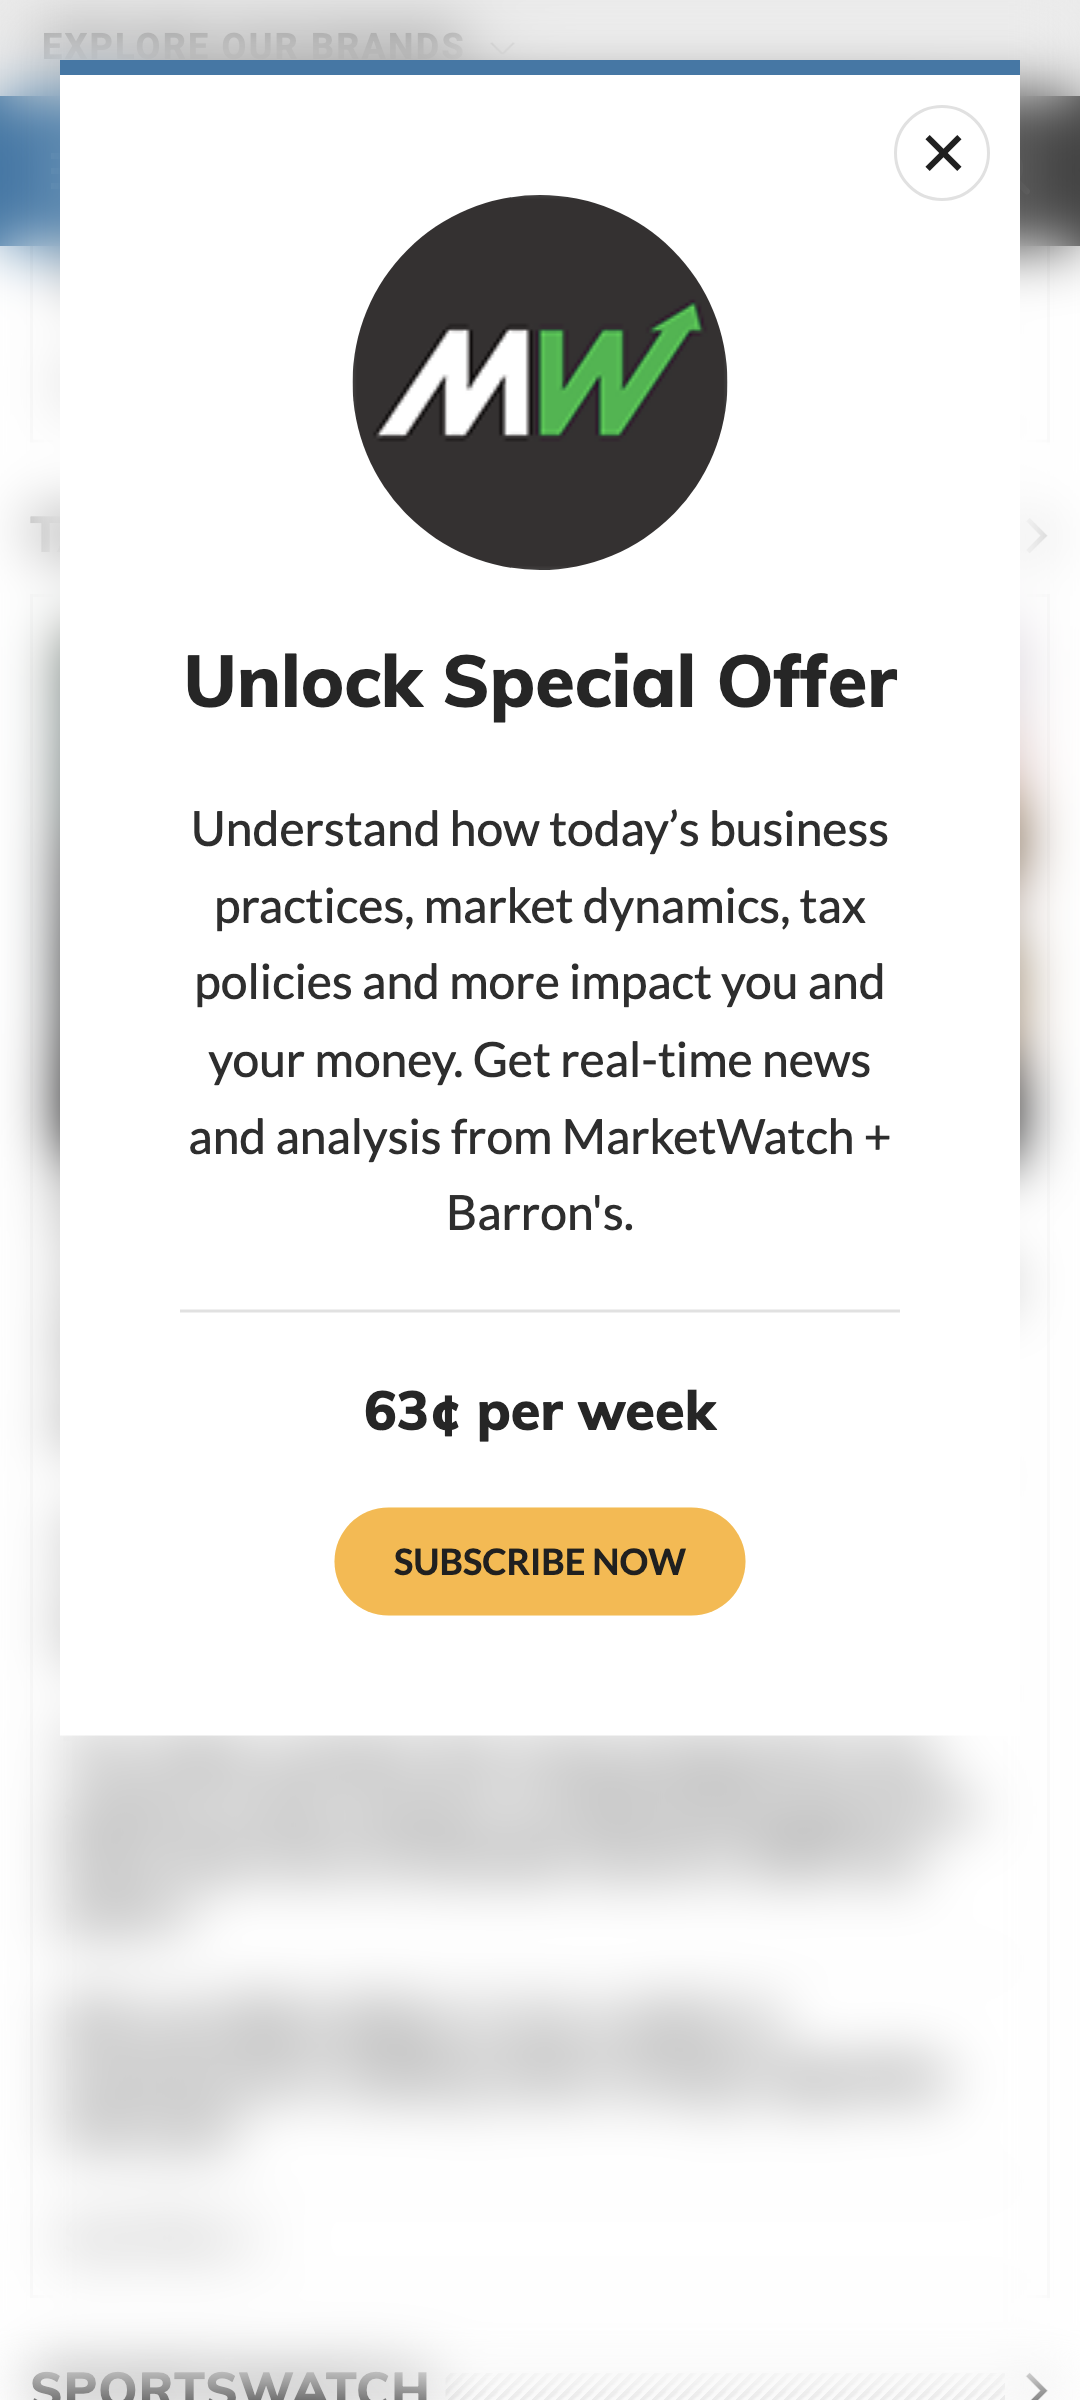 EXPLORE OUR BRANDS
MW
Unlock Special Offer
Understand how today’s business
practices, market dynamics, tax
policies and more impact you and
your money. Get real-time news
and analysis from MarketWatch +
Barron's.
63¢ per week
SUBSCRIBE NOW
SPORTSWATCH